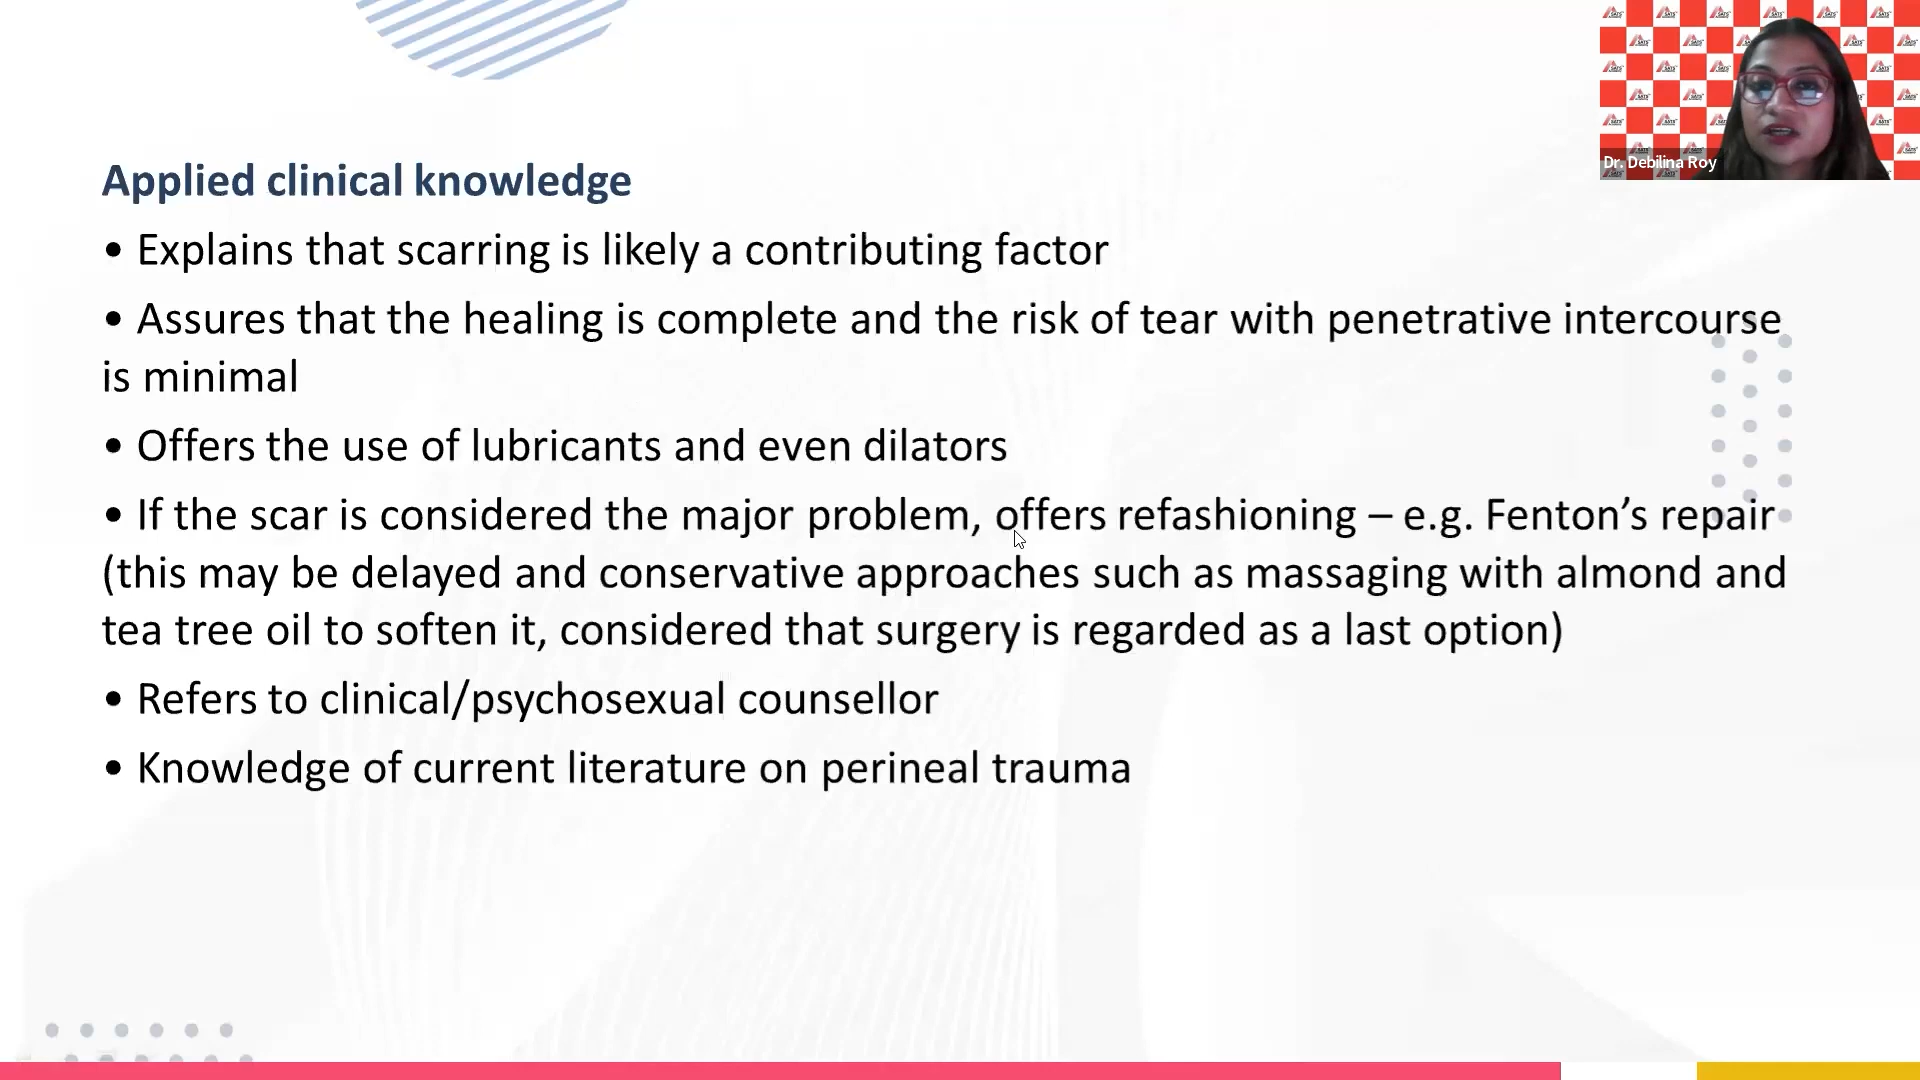 Applied clinical knowledge
• Explains that scarring is likely a contributing factor
• Assures that the healing is complete and the risk of tear with penetrative intercourse
is minimal
• Offers the use of lubricants and even dilators
• If the scar is considered the major problem, offers refashioning – e.g. Fenton’s repair
(this may be delayed and conservative approaches such as massaging with almond and
tea tree oil to soften it, considered that surgery is regarded as a last option)
• Refers to clinical/psychosexual counsellor
• Knowledge of current literature on perineal trauma
Dr. Debilina Roy